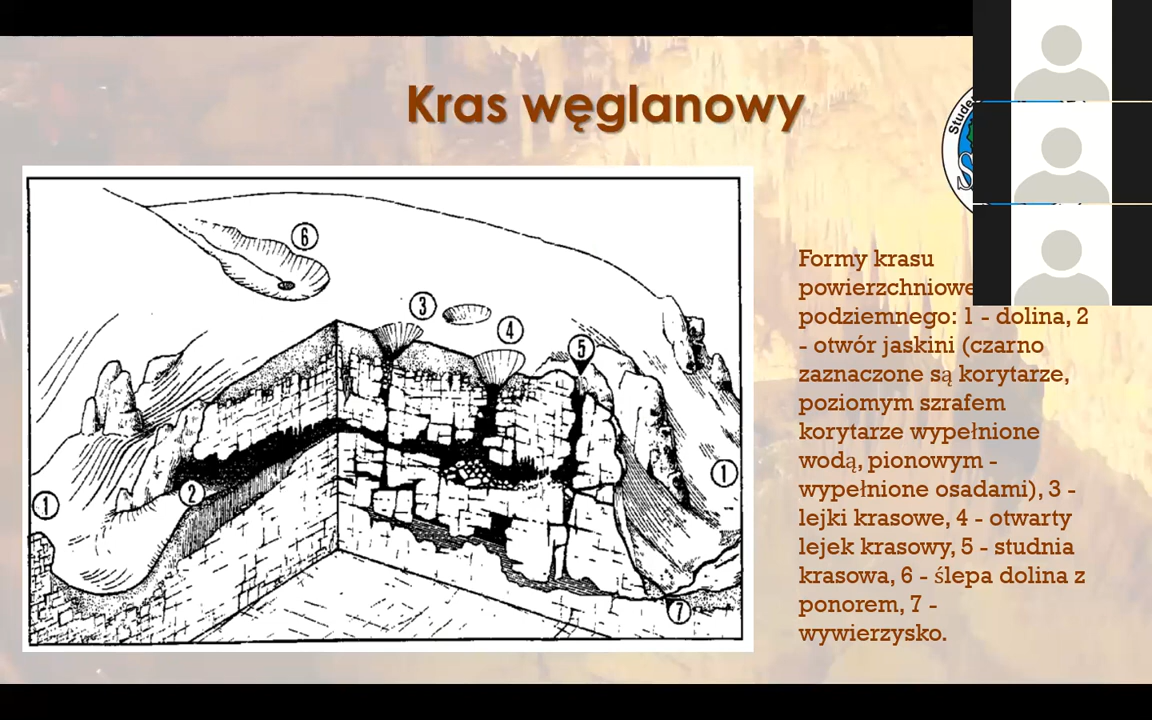 Kras węglanowy
Stude
S
Formy krasu
powierzchniowe
podziemnego: 1 - dolina, 2
- otwór jaskini (czarno
zaznaczone są korytarze,
poziomym szrafem
korytarze wypełnione
wodą, pionowym -
wypełnione osadami), 3 -
lejki krasowe, 4 - otwarty
lejek krasowy, 5 - studnia
krasowa, 6 - ślepa dolina z
ponorem, 7 -
wywierzysko.
6
3
4
5
1
2
1
7